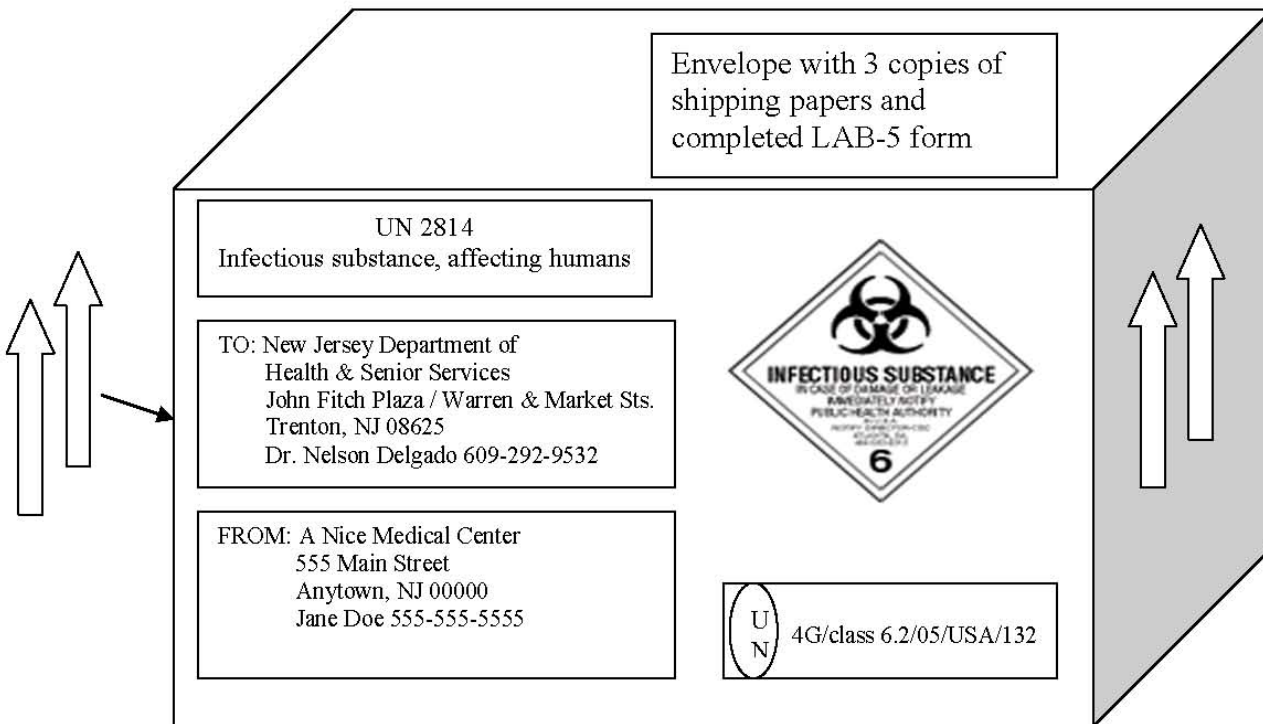 Envelope with 3 copies of
shipping papers and
completed LAB-5 form
UN 2814
Infectious substance, affecting humans
TO: New Jersey Department of
Health & Senior Services
John Fitch Plaza / Warren & Market Sts.
Trenton, NJ 08625
Dr. Nelson Delgado 609-292-9532
INFECTIOUS SUBSTANCE
IN CASE OF DAMAGE OR LEAKAGE
IMMEDIATELY NOTIFY
PUBLIC HEALTH AUTHORITY
6
FROM: A Nice Medical Center
555 Main Street
Anytown, NJ 00000
Jane Doe 555-555-5555
U
N
4G/class 6.2/05/USA/132